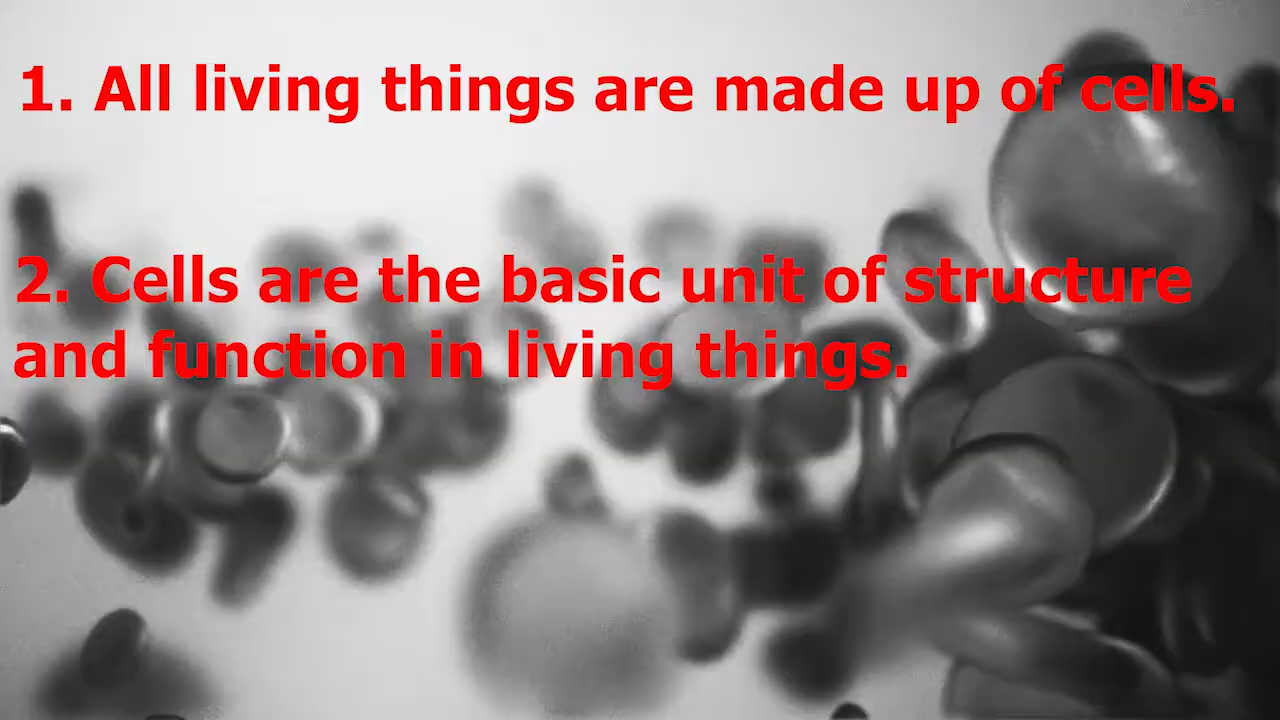 1. All living things are made up of cells.
2. Cells are the basic unit of structure
and function in living things.